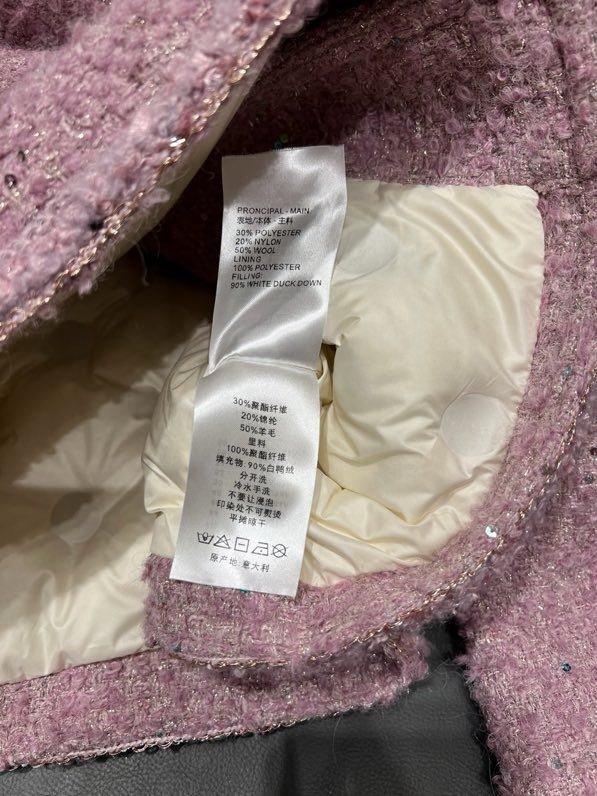 PRONCIPAL - MAIN
表地/本体 - 主料
30% POLYESTER
20% NYLON
50% WOOL
LINING
100% POLYESTER
FILLING:
90% WHITE DUCK DOWN
30%聚酯纤维
20%锦纶
50%羊毛
里料
100%聚酯纤维
填充物: 90%白鸭绒
分开洗
冷水手洗
不要让浸泡
印染处不可熨烫
平摊晾干
原产地:意大利